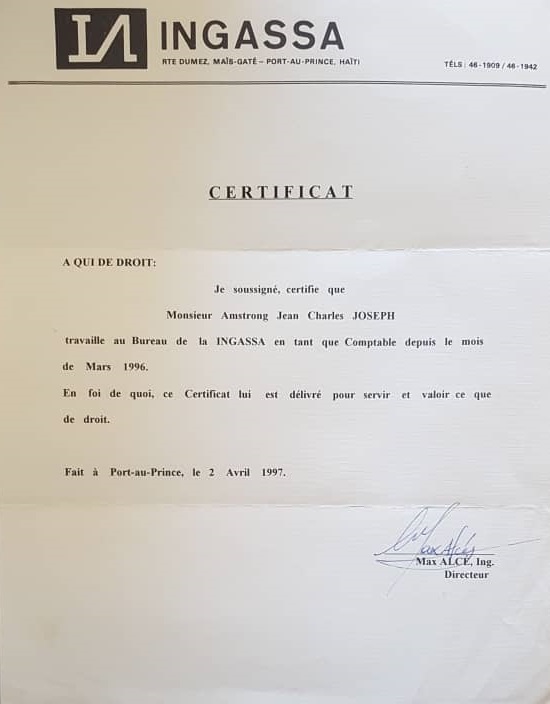 IN INGASSA
RTE DUMEZ, MAÏS-GATÉ – PORT-AU-PRINCE, HAÏTI
TÉLS : 46-1909 / 46-1942
CERTIFICAT
A QUI DE DROIT:
Je soussigné, certifie que
Monsieur Amstrong Jean Charles JOSEPH
travaille au Bureau de la INGASSA en tant que Comptable depuis le mois
de Mars 1996.
En foi de quoi, ce Certificat lui est délivré pour servir et valoir ce que
de droit.
Fait à Port-au-Prince, le 2 Avril 1997.
Max Alcé
Max ALCE, Ing.
Directeur